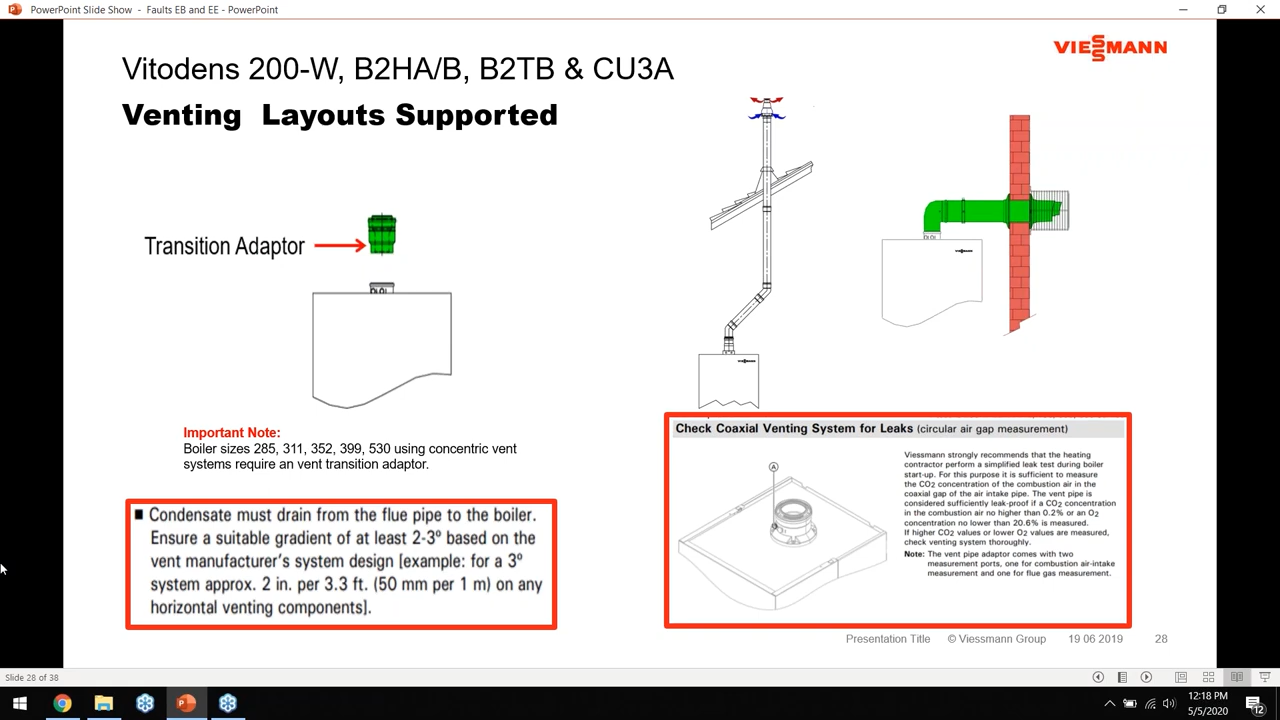 PowerPoint Slide Show - Faults EB and EE - PowerPoint
VIESSMANN
Vitodens 200-W, B2HA/B, B2TB & CU3A
Venting Layouts Supported
Transition Adaptor
VIESSMANN
VIESSMANN
Important Note:
Boiler sizes 285, 311, 352, 399, 530 using concentric vent
systems require an vent transition adaptor.
■ Condensate must drain from the flue pipe to the boiler.
Ensure a suitable gradient of at least 2-3º based on the
vent manufacturer's system design [example: for a 3º
system approx. 2 in. per 3.3 ft. (50 mm per 1 m) on any
horizontal venting components].
Check Coaxial Venting System for Leaks (circular air gap measurement)
A
Viessmann strongly recommends that the heating
contractor perform a simplified leak test during boiler
start-up. For this purpose it is sufficient to measure
the CO2 concentration of the combustion air in the
coaxial gap of the air intake pipe. The vent pipe is
considered sufficiently leak-proof if a CO2 concentration
in the combustion air no higher than 0.2% or an O2
concentration no lower than 20.6% is measured.
If higher CO2 values or lower O2 values are measured,
check venting system thoroughly.
Note: The vent pipe adaptor comes with two
measurement ports, one for combustion air-intake
measurement and one for flue gas measurement.
Presentation Title © Viessmann Group 19 06 2019 28
Slide 28 of 38
12:18 PM
5/5/2020
12